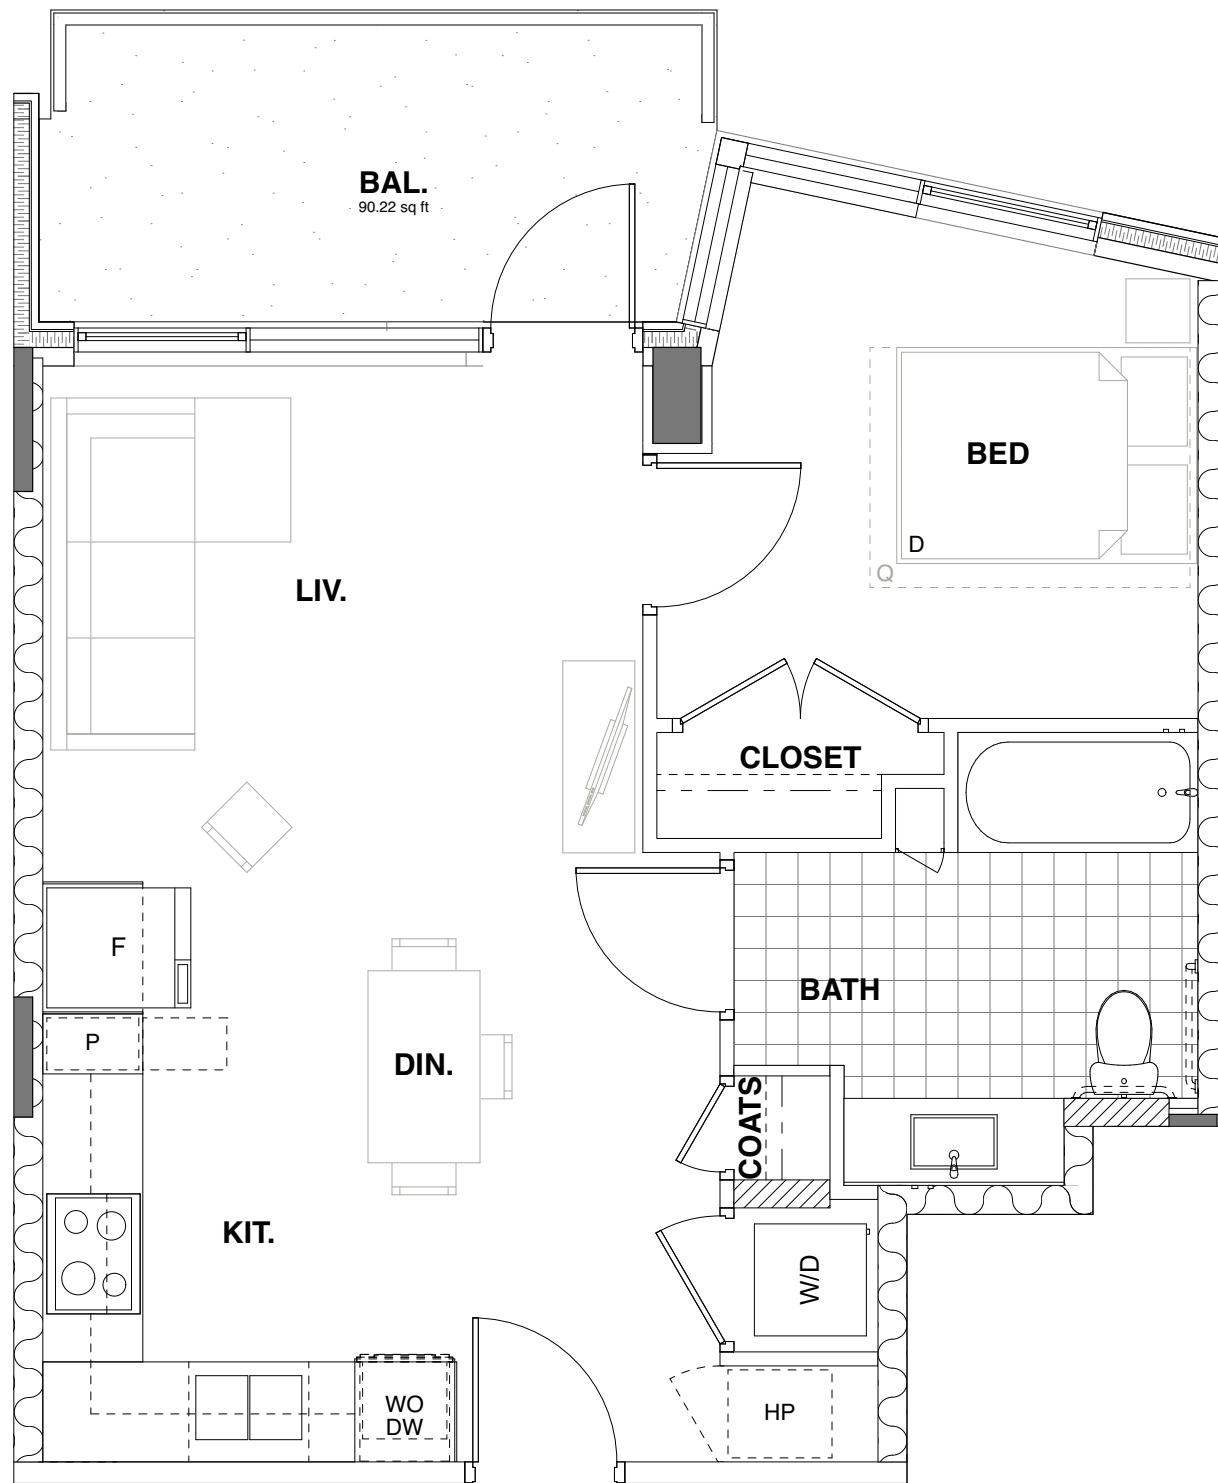 BAL.
90.22 sq ft
BED
D
Q
LIV.
CLOSET
F
BATH
P
DIN.
COATS
KIT.
W/D
WO
DW
HP